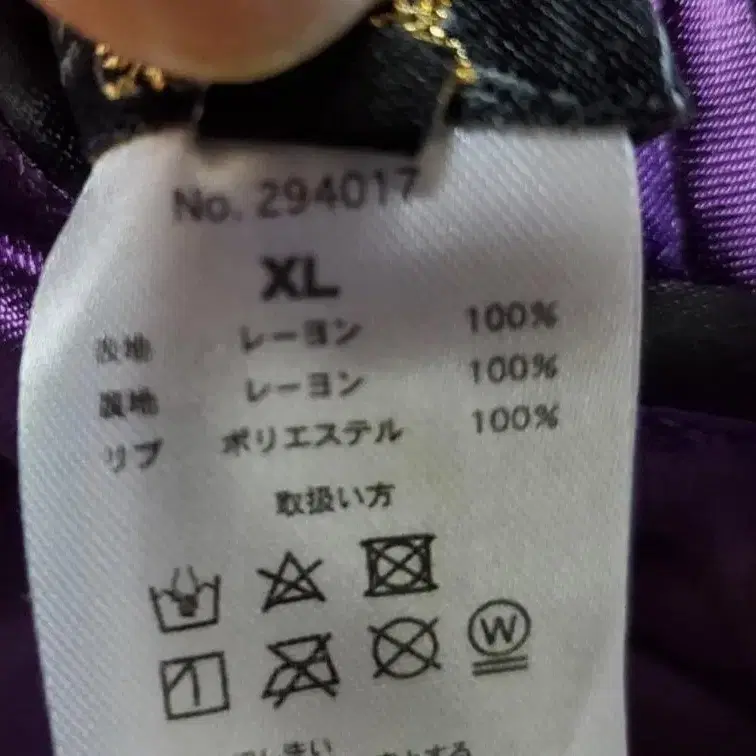 No. 294017
XL
表地 レーヨン 100%
裏地 レーヨン 100%
リブ ポリエステル 100%
取扱い方
W